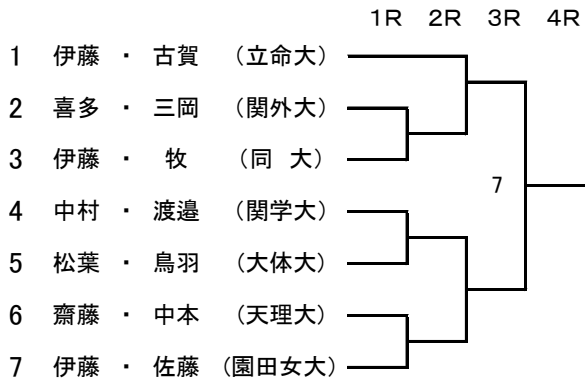 1R 2R 3R 4R
1 伊藤 ・ 古賀 (立命大)
2 喜多 ・ 三岡 (関外大)
3 伊藤 ・ 牧 (同 大)
7
4 中村 ・ 渡邉 (関学大)
5 松葉 ・ 鳥羽 (大体大)
6 齋藤 ・ 中本 (天理大)
7 伊藤 ・ 佐藤 (園田女大)